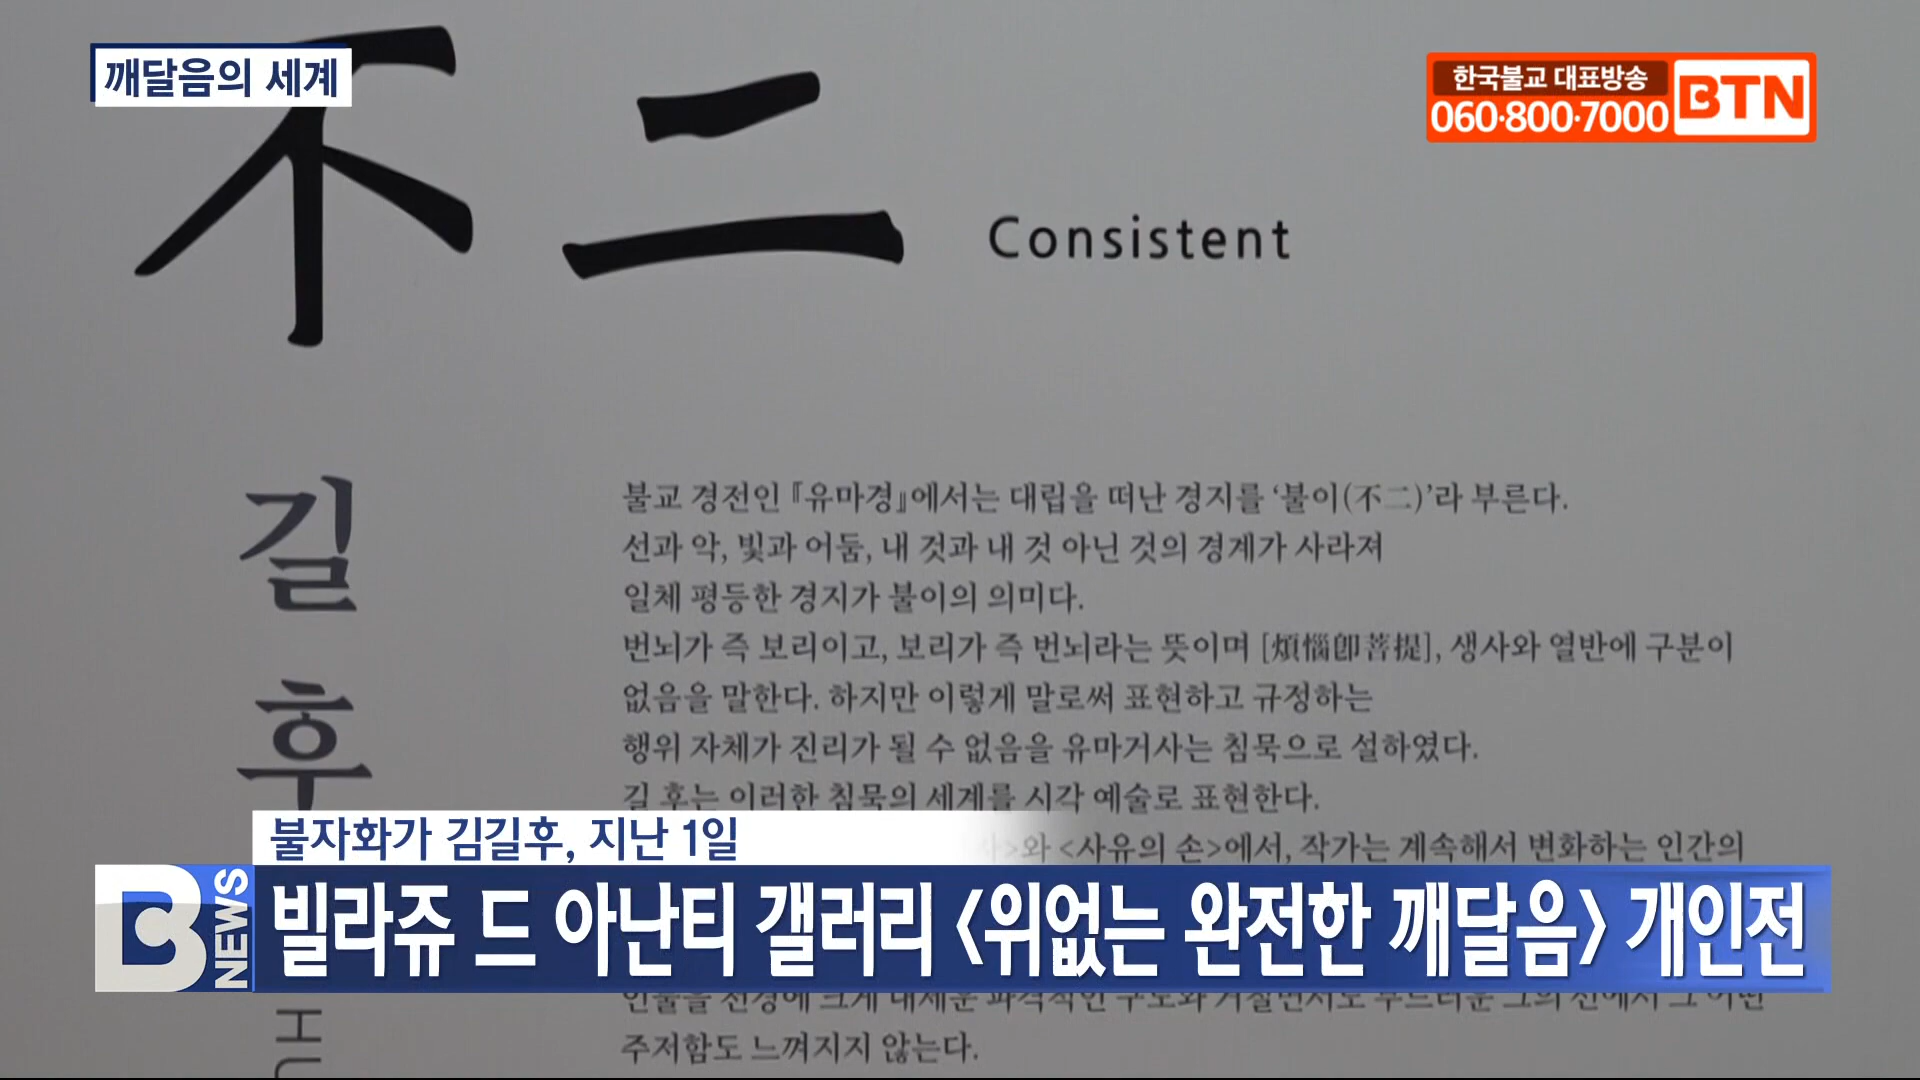 깨달음의 세계
한국불교 대표방송
060·800·7000
BTN
不二
Consistent
길후
불교 경전인 『유마경』에서는 대립을 떠난 경지를 ‘불이(不二)’라 부른다.
선과 악, 빛과 어둠, 내 것과 내 것 아닌 것의 경계가 사라져
일체 평등한 경지가 불이의 의미다.
번뇌가 즉 보리이고, 보리가 즉 번뇌라는 뜻이며 [煩惱卽菩提], 생사와 열반에 구분이
없음을 말한다. 하지만 이렇게 말로써 표현하고 규정하는
행위 자체가 진리가 될 수 없음을 유마거사는 침묵으로 설하였다.
길 후는 이러한 침묵의 세계를 시각 예술로 표현한다.
와 <사유의 손>에서, 작가는 계속해서 변화하는 인간의
불자화가 김길후, 지난 1일
B NEWS
빌라쥬 드 아난티 갤러리 <위없는 완전한 깨달음> 개인전
주저함도 느껴지지 않는다.